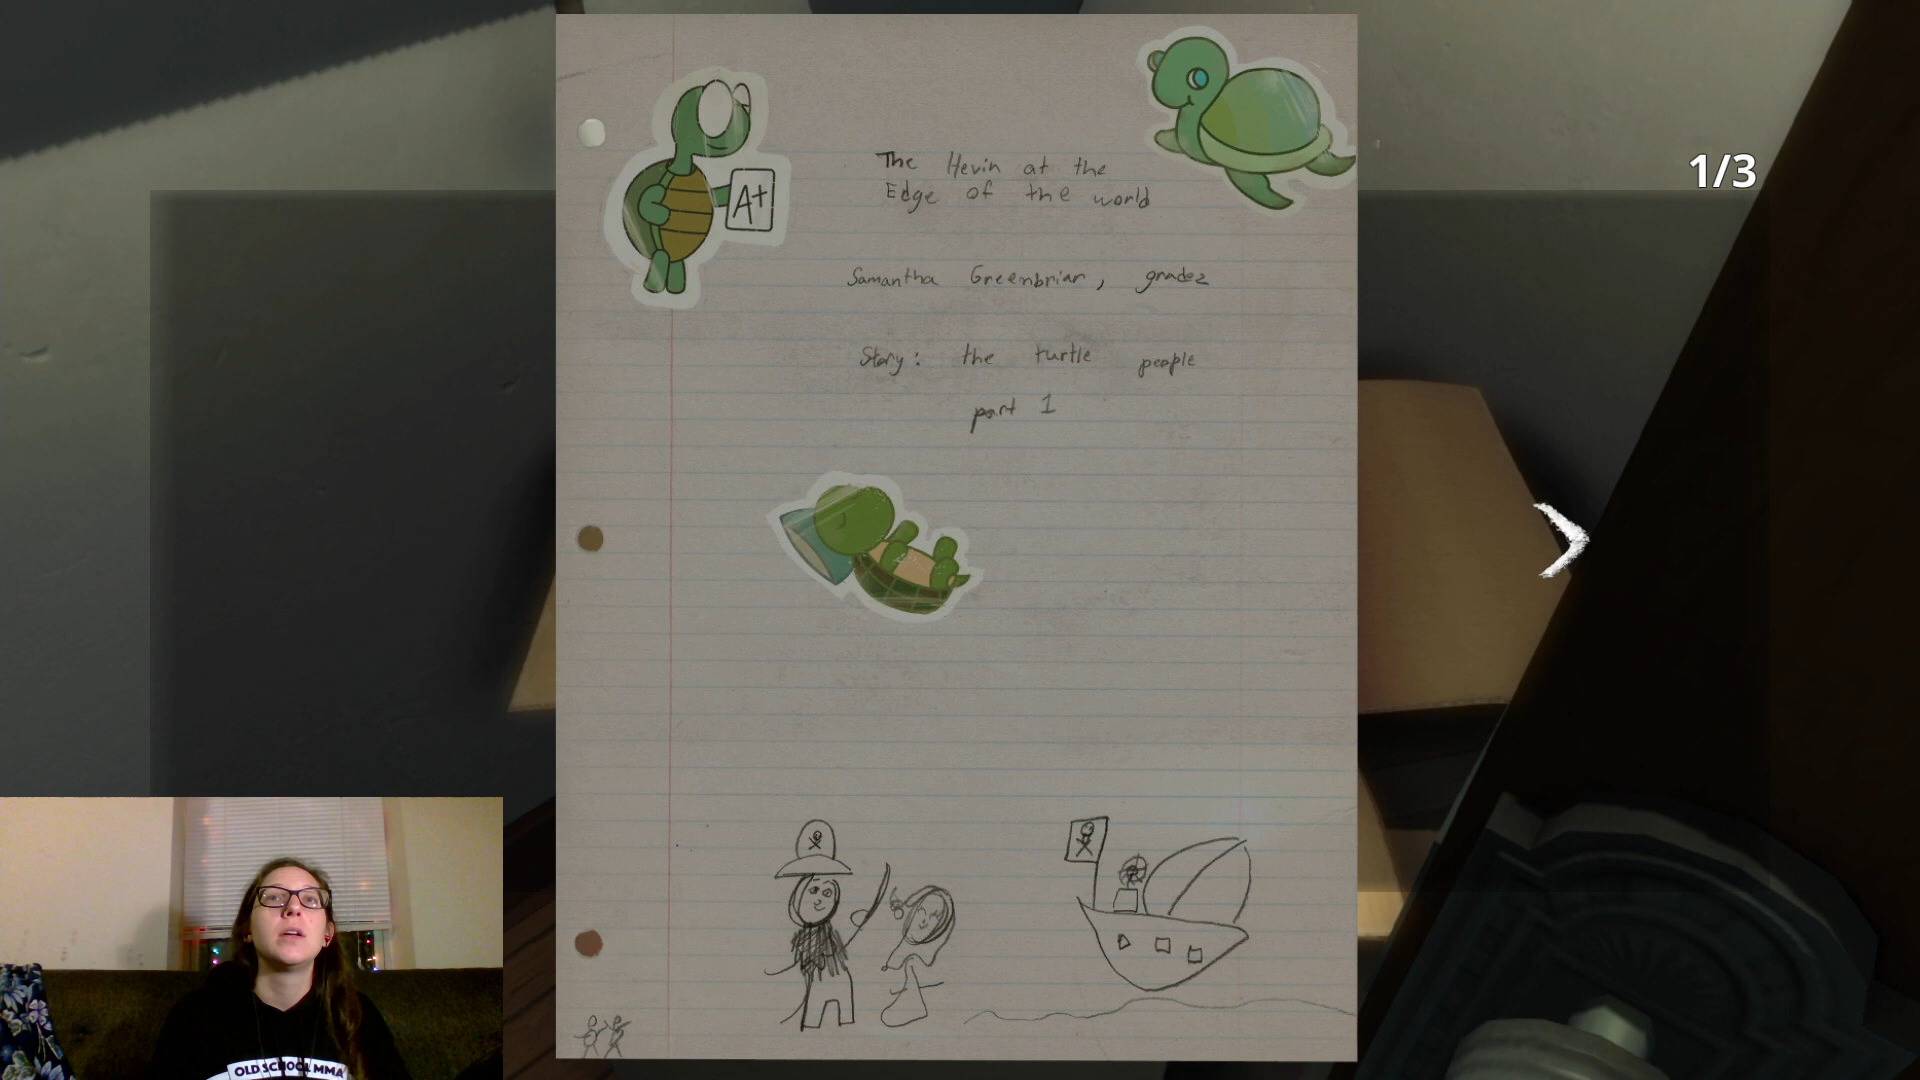 1/3
A+
The Hevin at the
Edge of the world
Samantha Greenbriar, grade 2
Story: the turtle people
part 1
OLD SCHOOL MMA